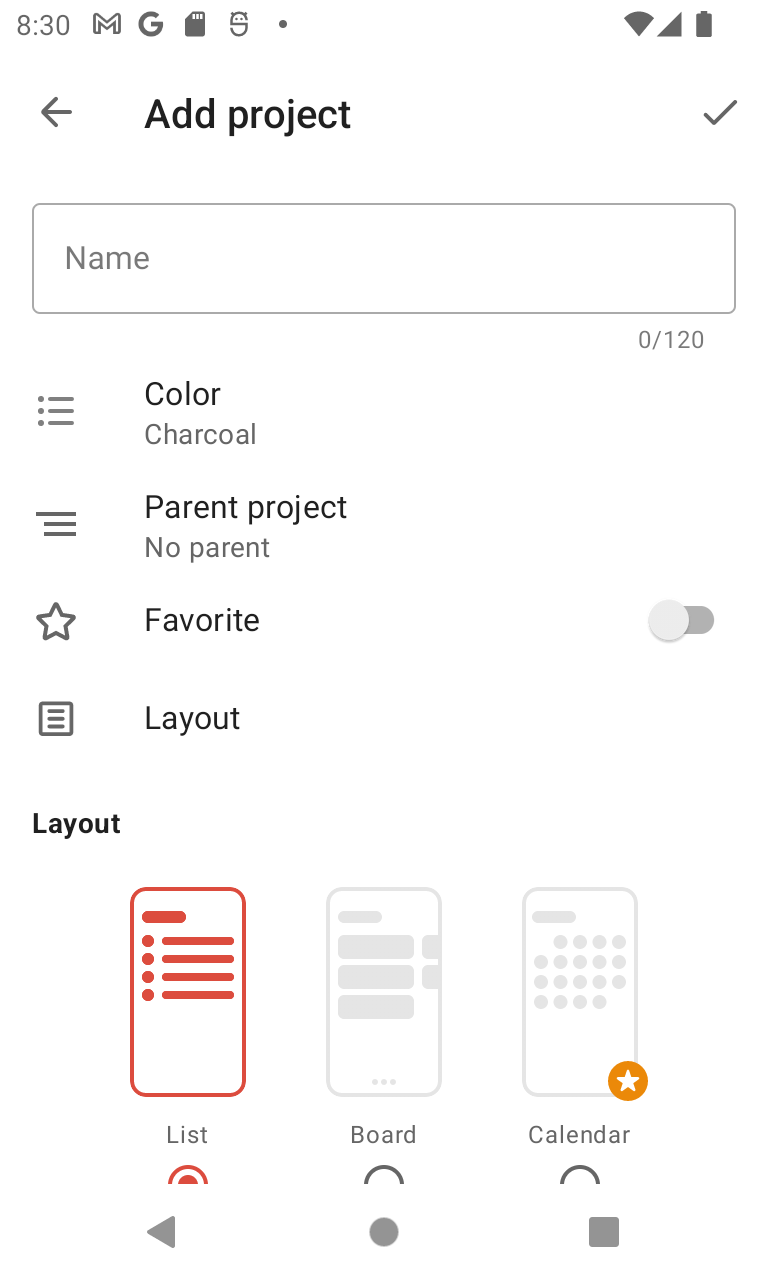 8:30
Add project
Name
0/120
Color
Charcoal
Parent project
No parent
Favorite
Layout
Layout
List
Board
Calendar